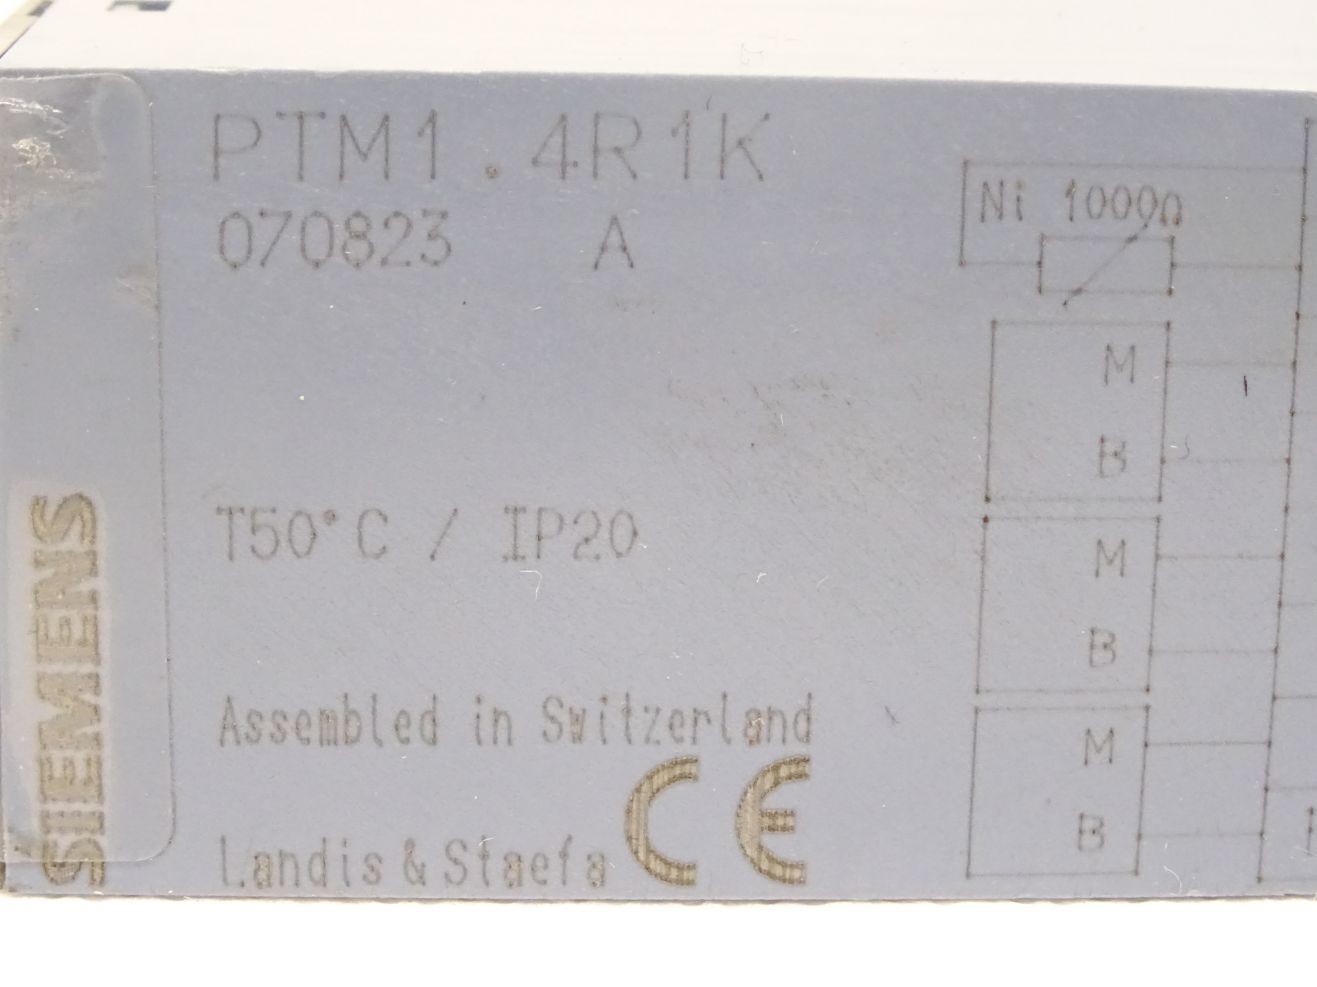 PTM1.4R1K
070823 A
T50°C / IP20
Assembled in Switzerland
CE
Landis & Staefa
SIEMENS
Ni 1000Ω
M
B
M
B
M
B